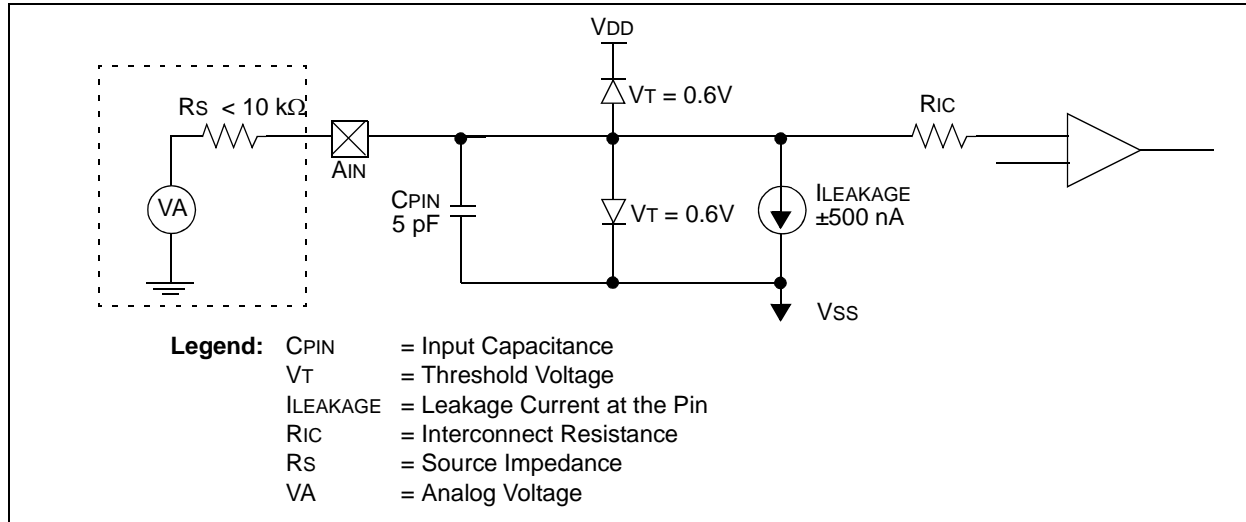 VDD
RS < 10 kΩ
VT = 0.6V
RIC
AIN
VA
CPIN
5 pF
VT = 0.6V
ILEAKAGE
±500 nA
VSS
Legend: CPIN = Input Capacitance
VT = Threshold Voltage
ILEAKAGE = Leakage Current at the Pin
RIC = Interconnect Resistance
RS = Source Impedance
VA = Analog Voltage